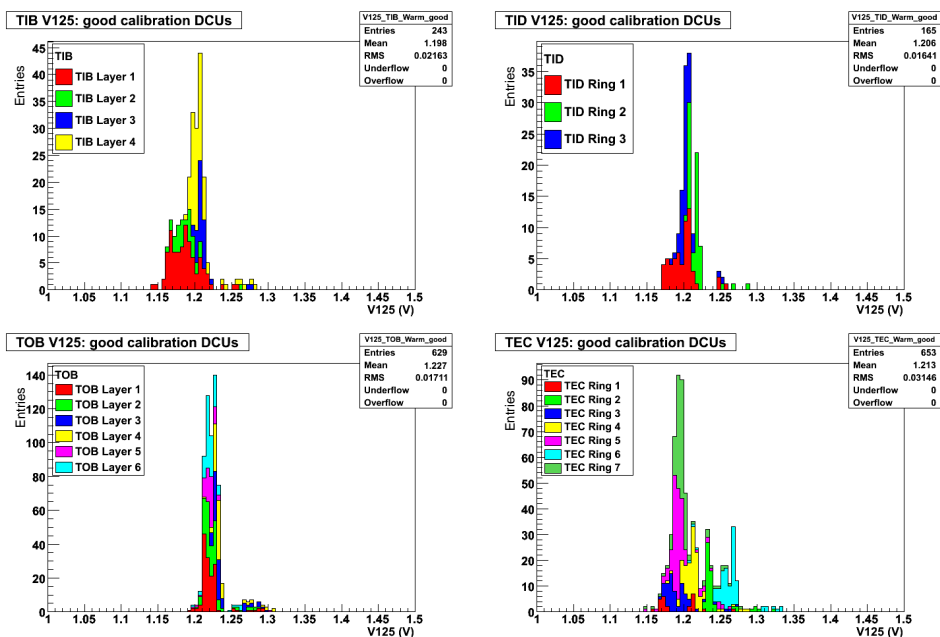 TIB V125: good calibration DCUs
V125_TIB_Warm_good
Entries 243
Mean 1.198
RMS 0.02163
Underflow 0
Overflow 0
Entries
45
40
35
30
25
20
15
10
5
0
TIB
TIB Layer 1
TIB Layer 2
TIB Layer 3
TIB Layer 4
1 1.05 1.1 1.15 1.2 1.25 1.3 1.35 1.4 1.45 1.5
V125 (V)
TID V125: good calibration DCUs
V125_TID_Warm_good
Entries 165
Mean 1.206
RMS 0.01641
Underflow 0
Overflow 0
Entries
35
30
25
20
15
10
5
0
TID
TID Ring 1
TID Ring 2
TID Ring 3
1 1.05 1.1 1.15 1.2 1.25 1.3 1.35 1.4 1.45 1.5
V125 (V)
TOB V125: good calibration DCUs
V125_TOB_Warm_good
Entries 629
Mean 1.227
RMS 0.01711
Underflow 0
Overflow 0
Entries
140
120
100
80
60
40
20
0
TOB
TOB Layer 1
TOB Layer 2
TOB Layer 3
TOB Layer 4
TOB Layer 5
TOB Layer 6
1 1.05 1.1 1.15 1.2 1.25 1.3 1.35 1.4 1.45 1.5
V125 (V)
TEC V125: good calibration DCUs
V125_TEC_Warm_good
Entries 653
Mean 1.213
RMS 0.03146
Underflow 0
Overflow 0
Entries
90
80
70
60
50
40
30
20
10
0
TEC
TEC Ring 1
TEC Ring 2
TEC Ring 3
TEC Ring 4
TEC Ring 5
TEC Ring 6
TEC Ring 7
1 1.05 1.1 1.15 1.2 1.25 1.3 1.35 1.4 1.45 1.5
V125 (V)